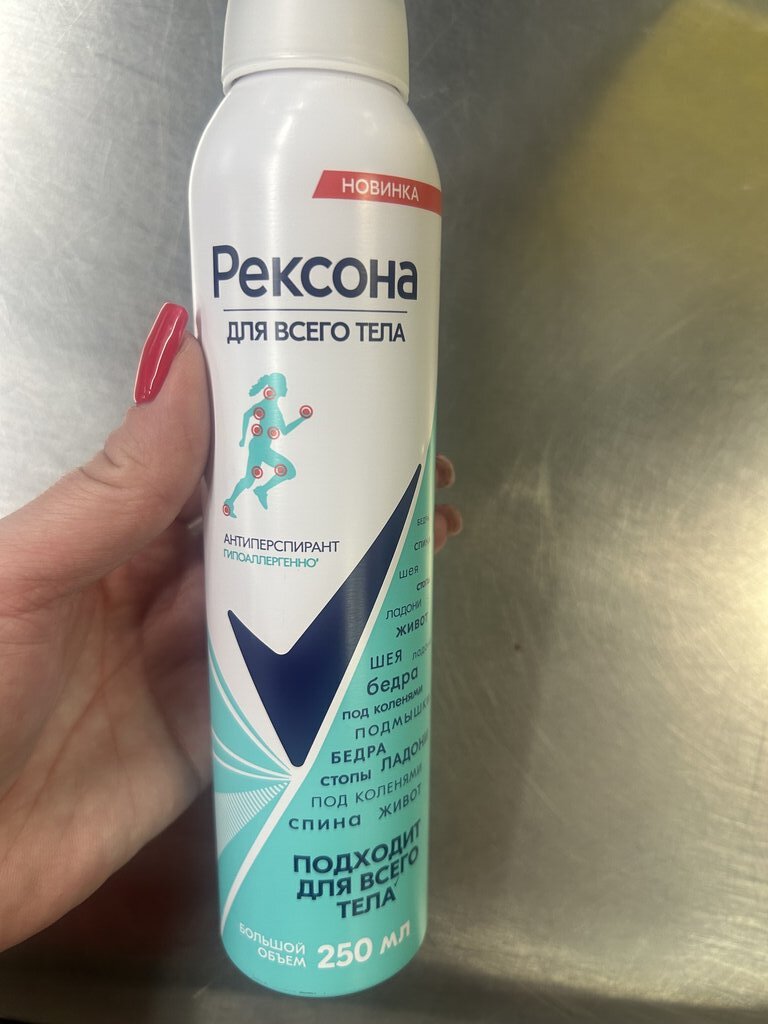 НОВИНКА
Рексона
ДЛЯ ВСЕГО ТЕЛА
АНТИПЕРСПИРАНТ
ГИПОАЛЛЕРГЕННО
СПИНА
шея
стопы
ладони
ЖИВОТ
ШЕЯ
бедра
под коленями
ПОДМЫШКИ
БЕДРА
стопы ЛАДОНИ
ПОД КОЛЕНЯМИ
спина ЖИВОТ
ПОДХОДИТ
ДЛЯ ВСЕГО
ТЕЛА
БОЛЬШОЙ
ОБЪЕМ
250 мл